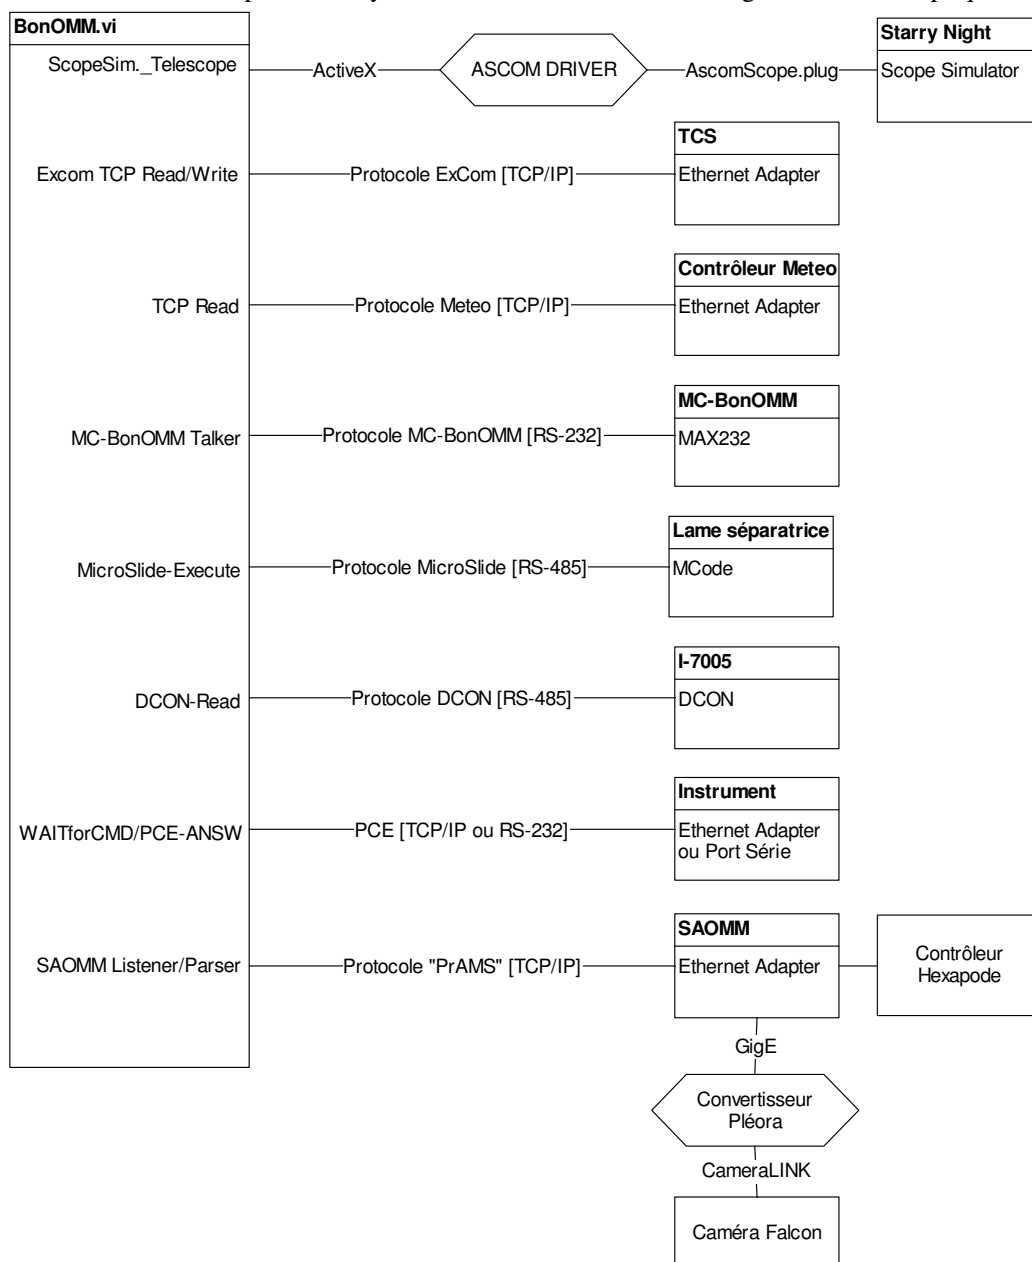 BonOMM.vi
ScopeSim._Telescope
ActiveX
ASCOM DRIVER
AscomScope.plug
Starry Night
Scope Simulator
Excom TCP Read/Write
Protocole ExCom [TCP/IP]
TCS
Ethernet Adapter
TCP Read
Protocole Meteo [TCP/IP]
Contrôleur Meteo
Ethernet Adapter
MC-BonOMM Talker
Protocole MC-BonOMM [RS-232]
MC-BonOMM
MAX232
MicroSlide-Execute
Protocole MicroSlide [RS-485]
Lame séparatrice
MCode
DCON-Read
Protocole DCON [RS-485]
I-7005
DCON
WAITforCMD/PCE-ANSW
PCE [TCP/IP ou RS-232]
Instrument
Ethernet Adapter
ou Port Série
SAOMM Listener/Parser
Protocole "PrAMS" [TCP/IP]
SAOMM
Ethernet Adapter
Contrôleur
Hexapode
GigE
Convertisseur
Pléora
CameraLINK
Caméra Falcon